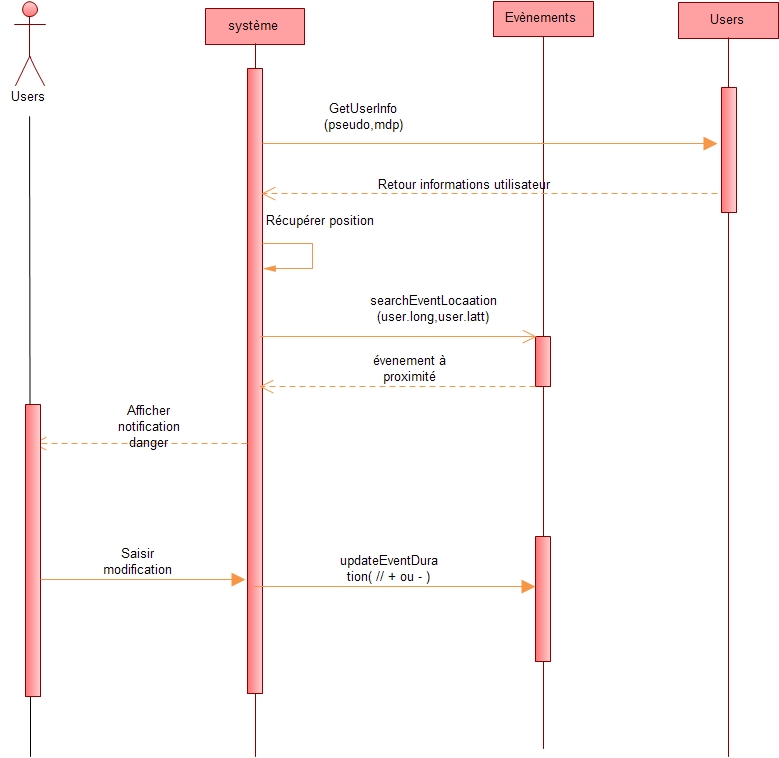 Users
système
Evènements
Users
GetUserInfo
(pseudo,mdp)
Retour informations utilisateur
Récupérer position
searchEventLocaation
(user.long,user.latt)
évenement à
proximité
Afficher
notification
danger
Saisir
modification
updateEventDura
tion( // + ou - )